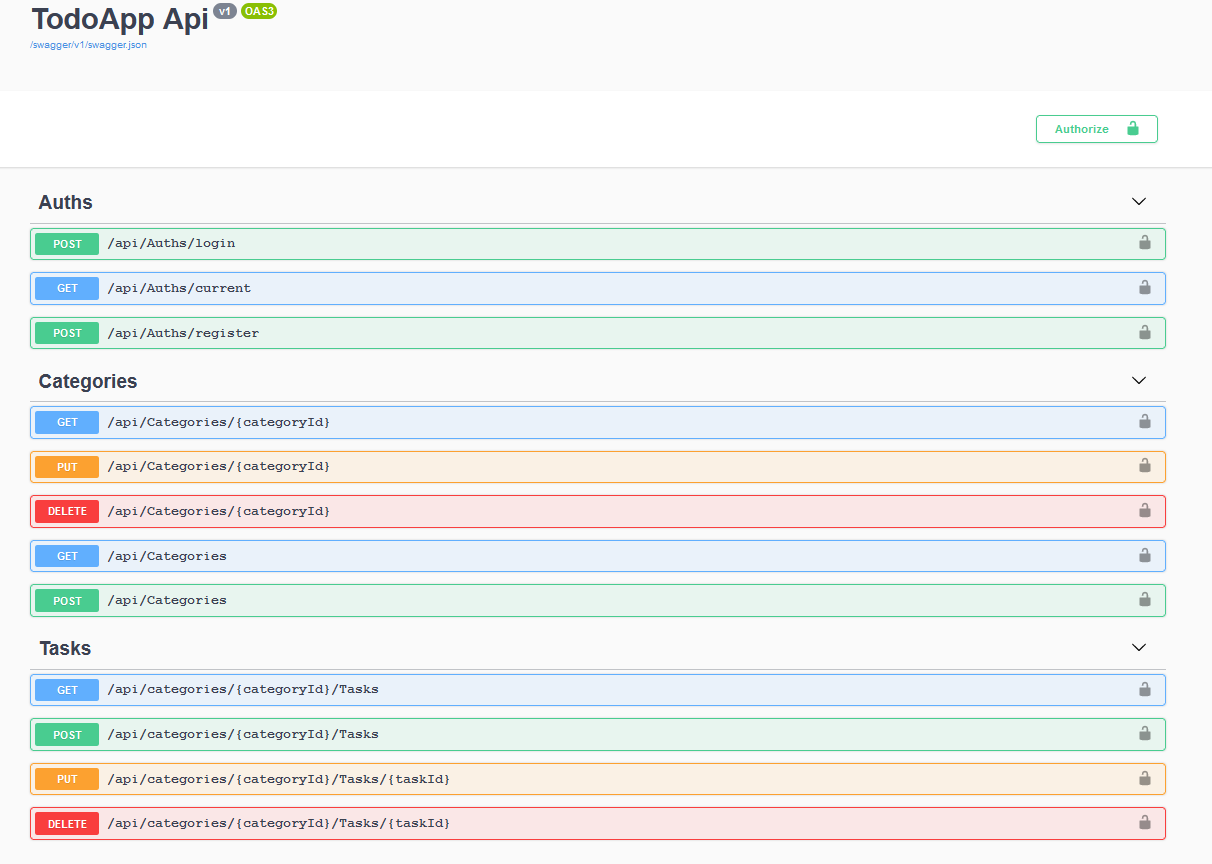 TodoApp Api v1 OAS3
/swagger/v1/swagger.json
Authorize
Auths
POST /api/Auths/login
GET /api/Auths/current
POST /api/Auths/register
Categories
GET /api/Categories/{categoryId}
PUT /api/Categories/{categoryId}
DELETE /api/Categories/{categoryId}
GET /api/Categories
POST /api/Categories
Tasks
GET /api/categories/{categoryId}/Tasks
POST /api/categories/{categoryId}/Tasks
PUT /api/categories/{categoryId}/Tasks/{taskId}
DELETE /api/categories/{categoryId}/Tasks/{taskId}